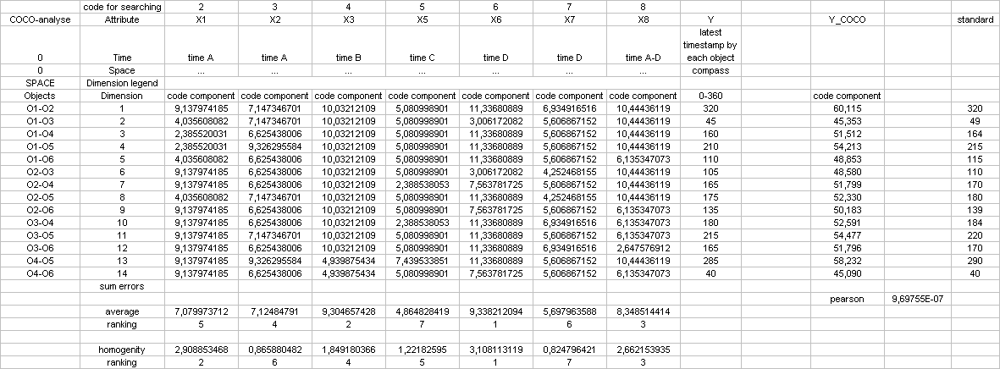 code for searching 2 3 4 5 6 7 8
COCO-analyse Attribute X1 X2 X3 X5 X6 X7 X8 Y Y_COCO standard
latest
timestamp by
0 Time time A time A time B time C time D time D time A-D each object
0 Space ... ... ... ... ... ... ... compass
SPACE Dimension legend
Objects Dimension code component code component code component code component code component code component code component 0-360 code component
O1-O2 1 9,137974185 7,147346701 10,03212109 5,080998901 11,33680889 6,934916516 10,44436119 320 60,115 320
O1-O3 2 4,035608082 7,147346701 10,03212109 5,080998901 3,006172082 5,606867152 10,44436119 45 45,353 49
O1-O4 3 2,385520031 6,625438006 10,03212109 5,080998901 11,33680889 5,606867152 10,44436119 160 51,512 164
O1-O5 4 2,385520031 9,326295584 10,03212109 5,080998901 11,33680889 5,606867152 10,44436119 210 54,213 215
O1-O6 5 4,035608082 6,625438006 10,03212109 5,080998901 11,33680889 5,606867152 6,135347073 110 48,853 115
O2-O3 6 9,137974185 6,625438006 10,03212109 5,080998901 3,006172082 4,252468155 10,44436119 105 48,580 110
O2-O4 7 9,137974185 6,625438006 10,03212109 2,388538053 7,563781725 5,606867152 10,44436119 165 51,799 170
O2-O5 8 4,035608082 7,147346701 10,03212109 5,080998901 11,33680889 4,252468155 10,44436119 175 52,330 180
O2-O6 9 9,137974185 6,625438006 10,03212109 5,080998901 7,563781725 5,606867152 6,135347073 135 50,183 139
O3-O4 10 9,137974185 6,625438006 10,03212109 2,388538053 11,33680889 6,934916516 6,135347073 180 52,591 184
O3-O5 11 9,137974185 7,147346701 10,03212109 5,080998901 11,33680889 5,606867152 6,135347073 215 54,477 220
O3-O6 12 9,137974185 6,625438006 10,03212109 5,080998901 11,33680889 6,934916516 2,647576912 165 51,796 170
O4-O5 13 9,137974185 9,326295584 4,939875434 7,439533851 11,33680889 5,606867152 10,44436119 285 58,232 290
O4-O6 14 9,137974185 6,625438006 4,939875434 5,080998901 7,563781725 5,606867152 6,135347073 40 45,090 40
sum errors
pearson 9,69755E-07
average 7,079973712 7,12484791 9,304657428 4,864828419 9,338212094 5,697963588 8,348514414
ranking 5 4 2 7 1 6 3
homogenity 2,908853468 0,865880482 1,849180366 1,22182595 3,108113119 0,824796421 2,662153935
ranking 2 6 4 5 1 7 3